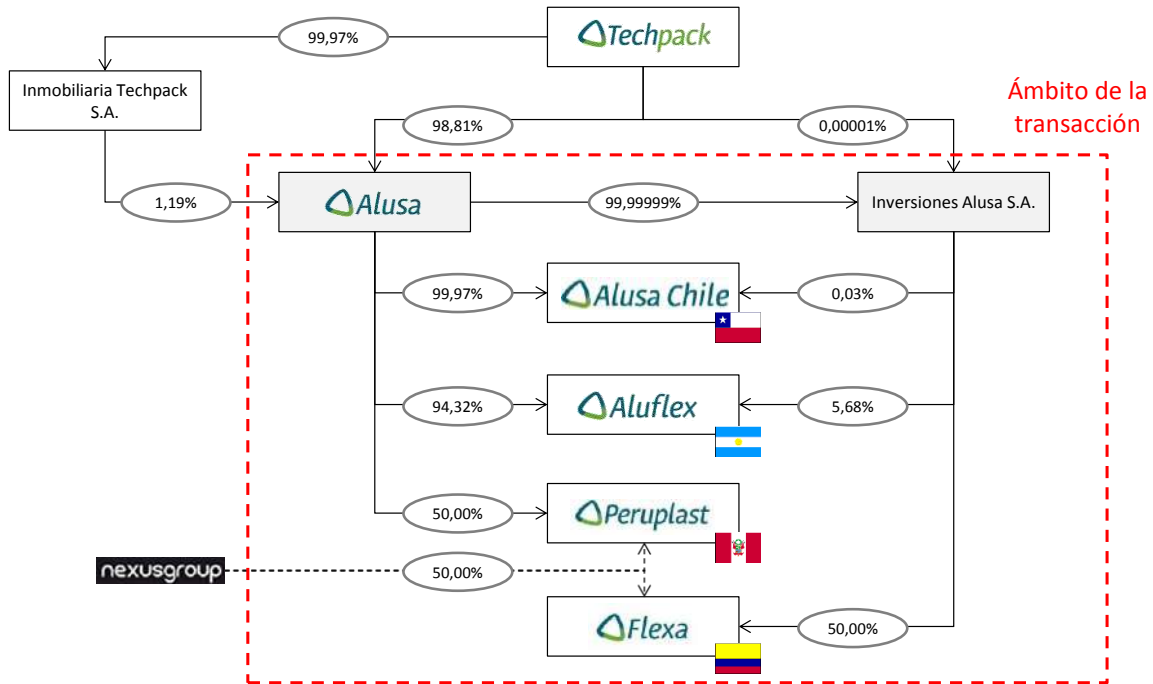 99,97%
Techpack
Inmobiliaria Techpack
S.A.
Ámbito de la
transacción
98,81%
0,00001%
1,19%
Alusa
99,99999%
Inversiones Alusa S.A.
99,97%
Alusa Chile
0,03%
94,32%
Aluflex
5,68%
50,00%
Peruplast
nexusgroup
50,00%
Flexa
50,00%